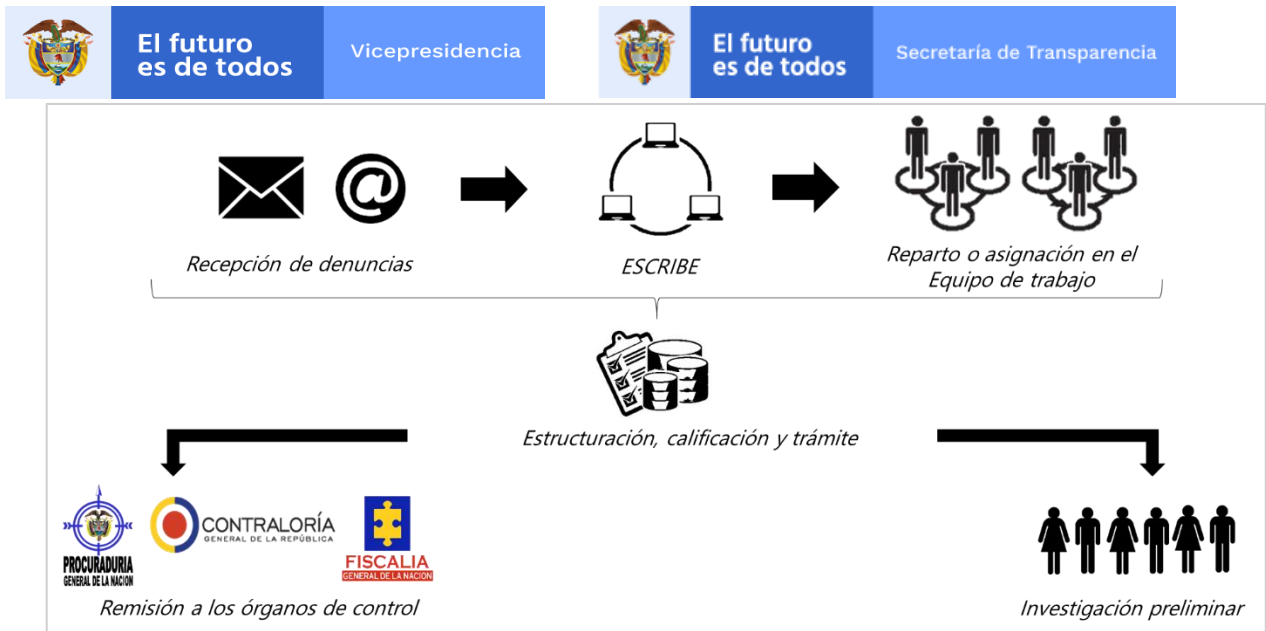 El futuro
es de todos
Vicepresidencia
El futuro
es de todos
Secretaría de Transparencia
@
Recepción de denuncias
ESCRIBE
Reparto o asignación en el
Equipo de trabajo
Estructuración, calificación y trámite
PROCURADURIA
GENERAL DE LA NACION
CONTRALORÍA
GENERAL DE LA REPÚBLICA
FISCALIA
GENERAL DE LA NACION
Remisión a los órganos de control
Investigación preliminar